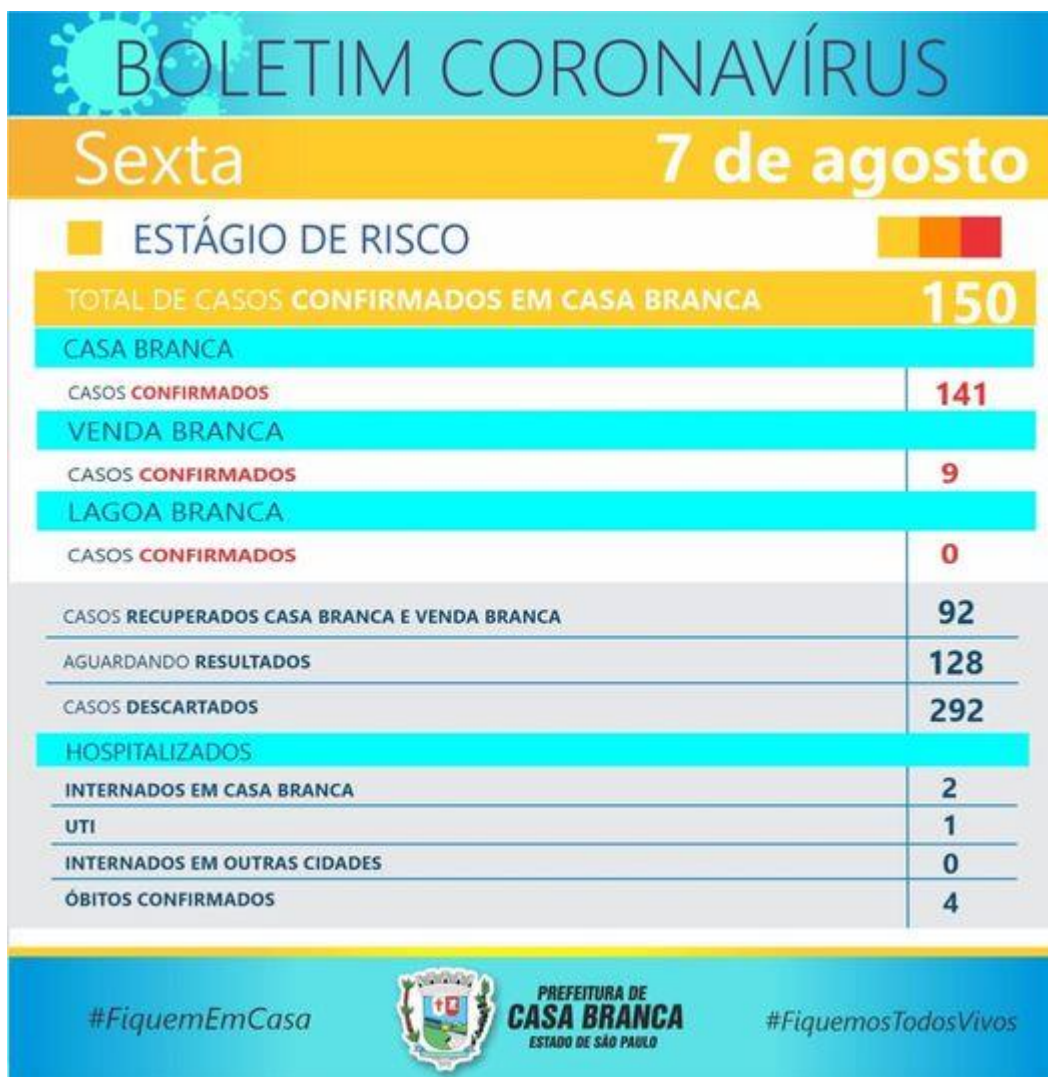 BOLETIM CORONAVÍRUS
Sexta 7 de agosto
ESTÁGIO DE RISCO
TOTAL DE CASOS CONFIRMADOS EM CASA BRANCA 150
CASA BRANCA
CASOS CONFIRMADOS 141
VENDA BRANCA
CASOS CONFIRMADOS 9
LAGOA BRANCA
CASOS CONFIRMADOS 0
CASOS RECUPERADOS CASA BRANCA E VENDA BRANCA 92
AGUARDANDO RESULTADOS 128
CASOS DESCARTADOS 292
HOSPITALIZADOS
INTERNADOS EM CASA BRANCA 2
UTI 1
INTERNADOS EM OUTRAS CIDADES 0
ÓBITOS CONFIRMADOS 4
#FiquemEmCasa
PREFEITURA DE
CASA BRANCA
ESTADO DE SÃO PAULO
#FiquemosTodosVivos